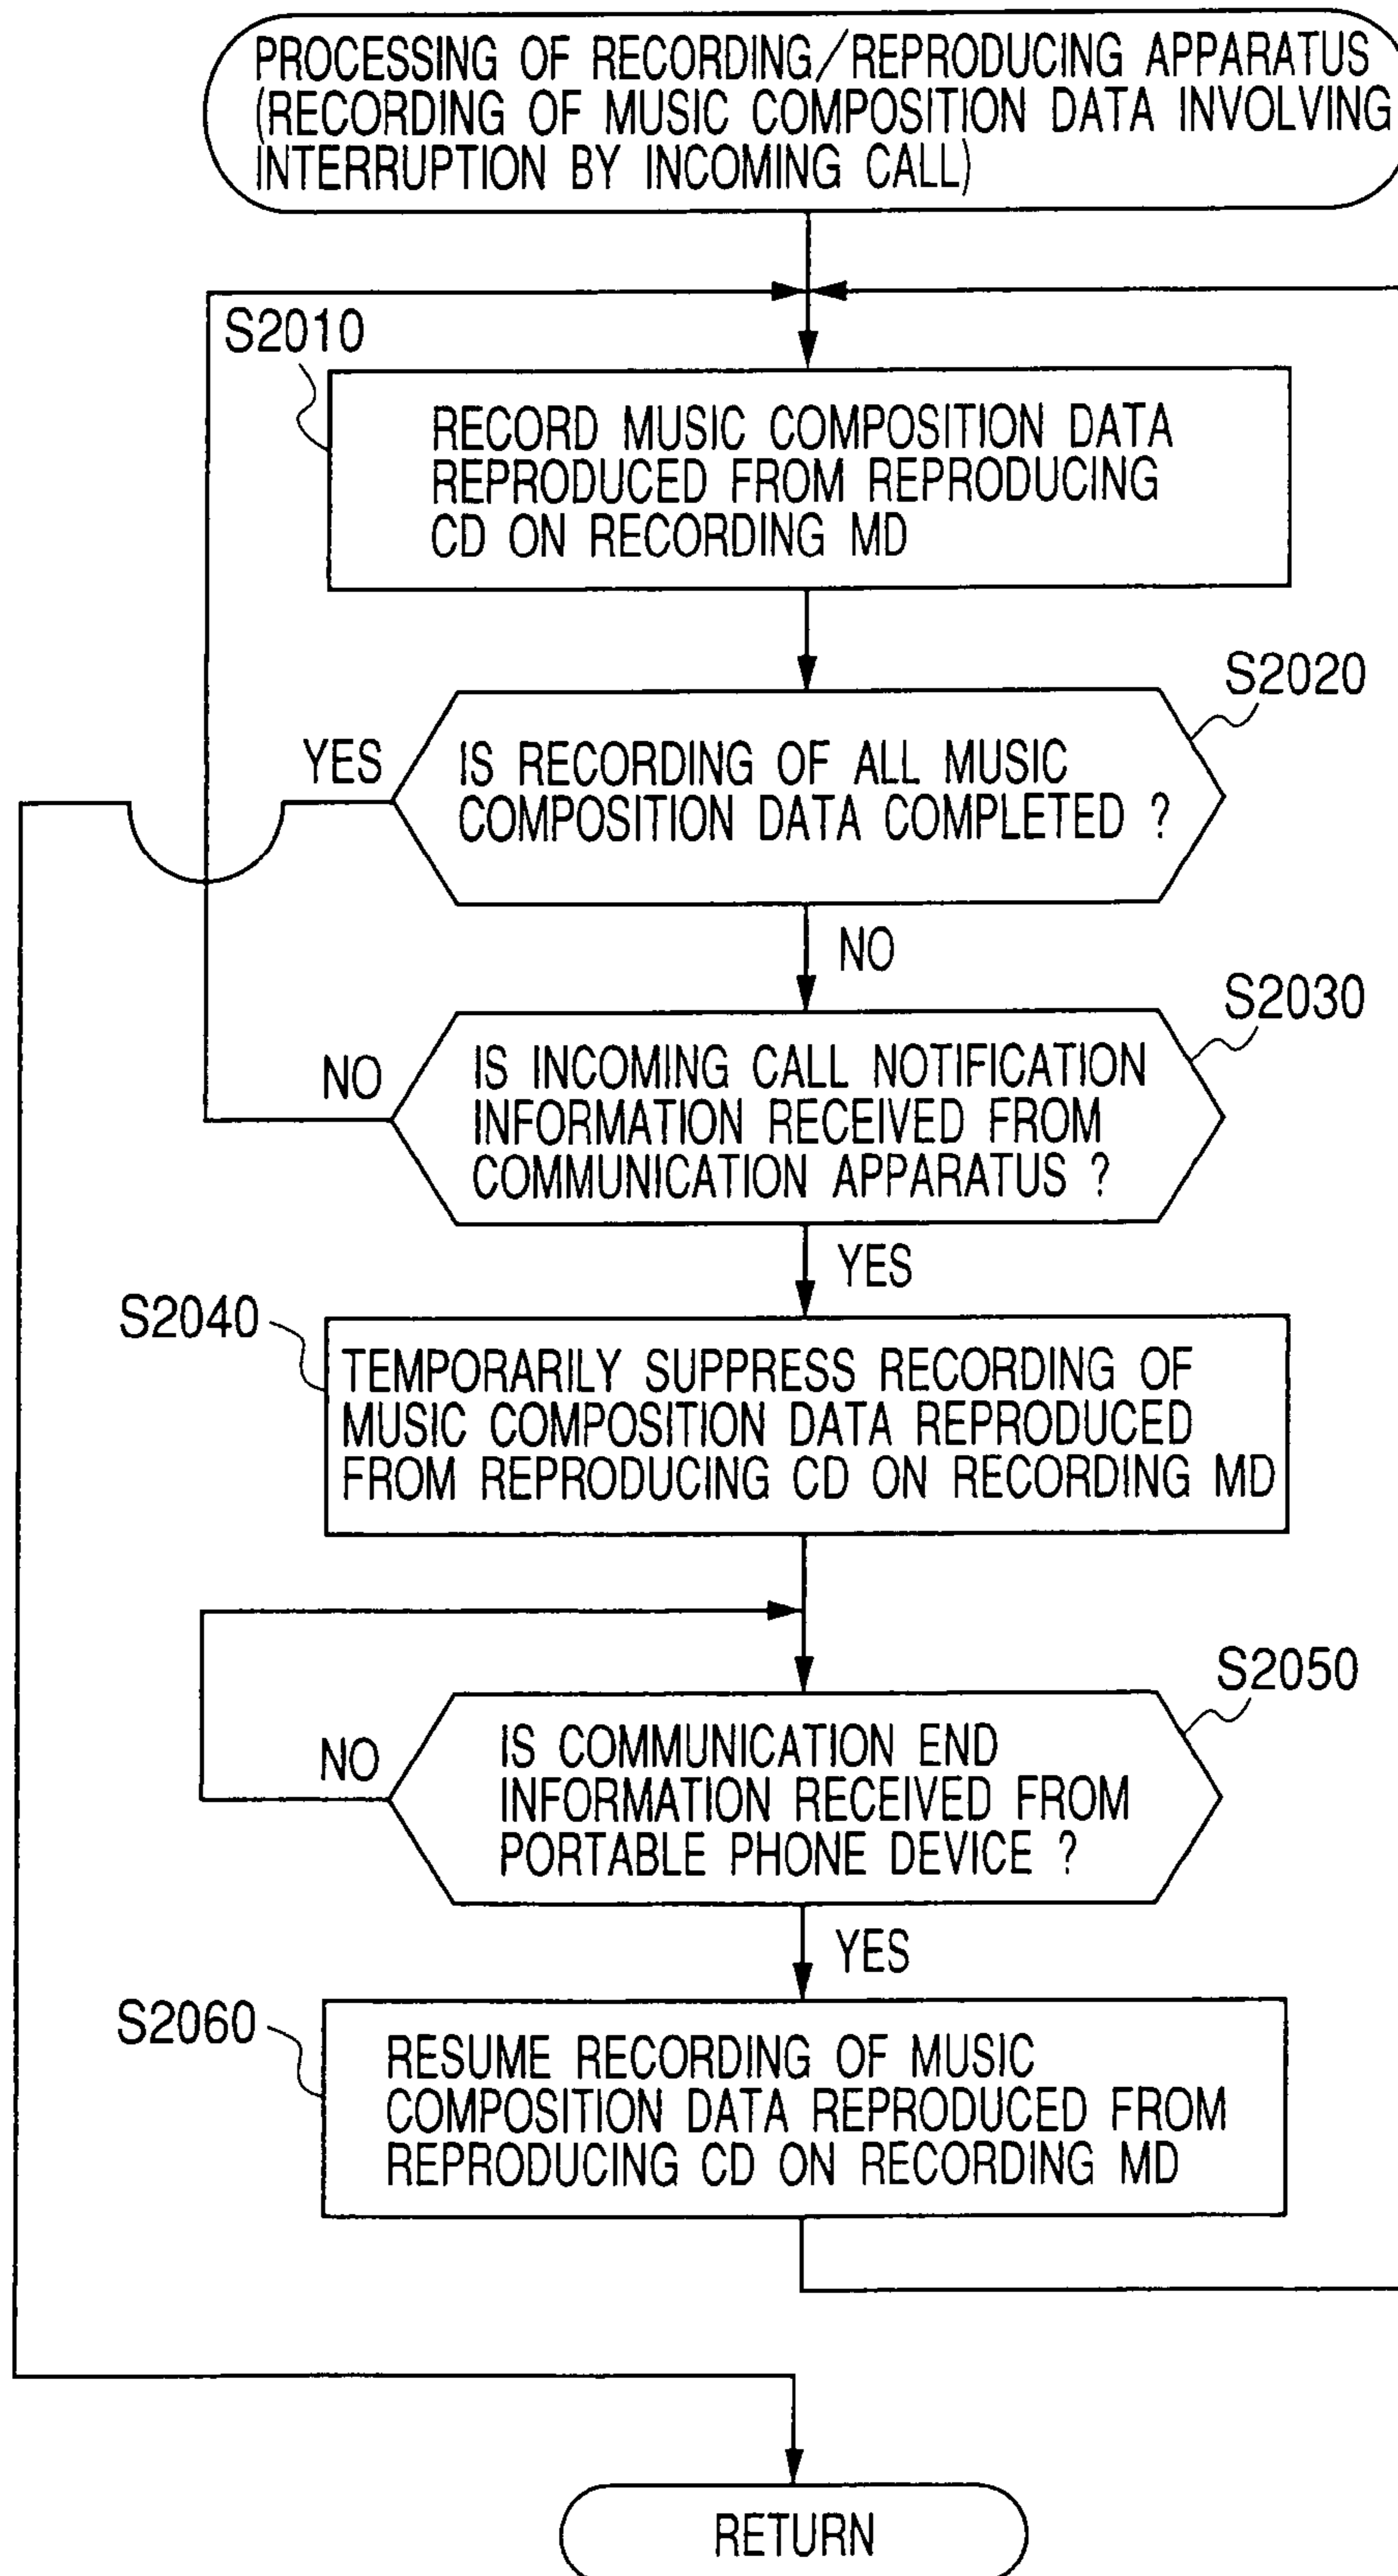 PROCESSING OF RECORDING/REPRODUCING APPARATUS
(RECORDING OF MUSIC COMPOSITION DATA INVOLVING
INTERRUPTION BY INCOMING CALL)
S2010
RECORD MUSIC COMPOSITION DATA
REPRODUCED FROM REPRODUCING
CD ON RECORDING MD
S2020
YES
IS RECORDING OF ALL MUSIC
COMPOSITION DATA COMPLETED ?
NO
S2030
NO
IS INCOMING CALL NOTIFICATION
INFORMATION RECEIVED FROM
COMMUNICATION APPARATUS ?
YES
S2040
TEMPORARILY SUPPRESS RECORDING OF
MUSIC COMPOSITION DATA REPRODUCED
FROM REPRODUCING CD ON RECORDING MD
S2050
NO
IS COMMUNICATION END
INFORMATION RECEIVED FROM
PORTABLE PHONE DEVICE ?
YES
S2060
RESUME RECORDING OF MUSIC
COMPOSITION DATA REPRODUCED FROM
REPRODUCING CD ON RECORDING MD
RETURN